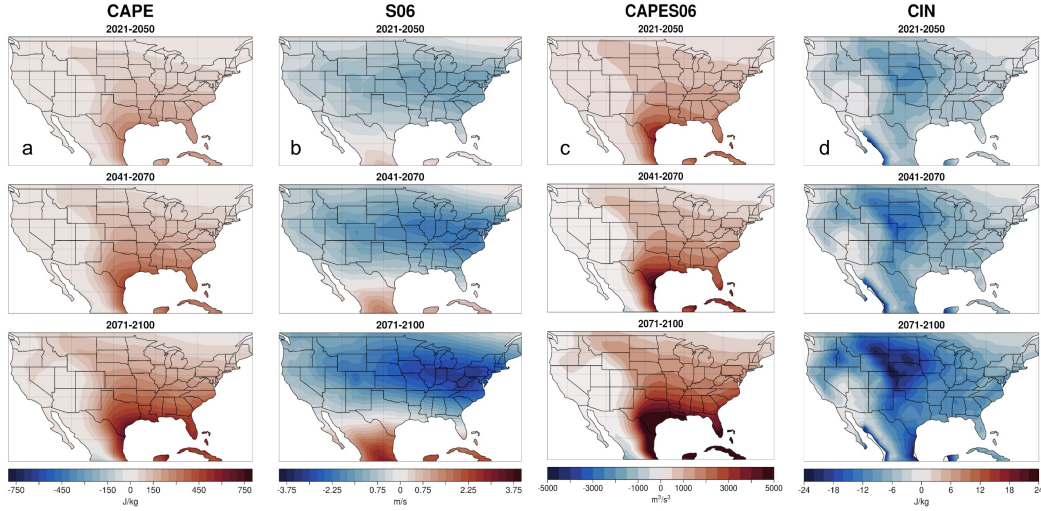 CAPE S06 CAPES06 CIN
2021-2050 2021-2050 2021-2050 2021-2050
a b c d
2041-2070 2041-2070 2041-2070 2041-2070
2071-2100 2071-2100 2071-2100 2071-2100
-750 -450 -150 0 150 450 750
J/kg
-3.75 -2.25 0.75 0 0.75 2.25 3.75
m/s
-5000 -3000 -1000 0 1000 3000 5000
m³/s³
-24 -18 -12 -6 0 6 12 18 24
J/kg